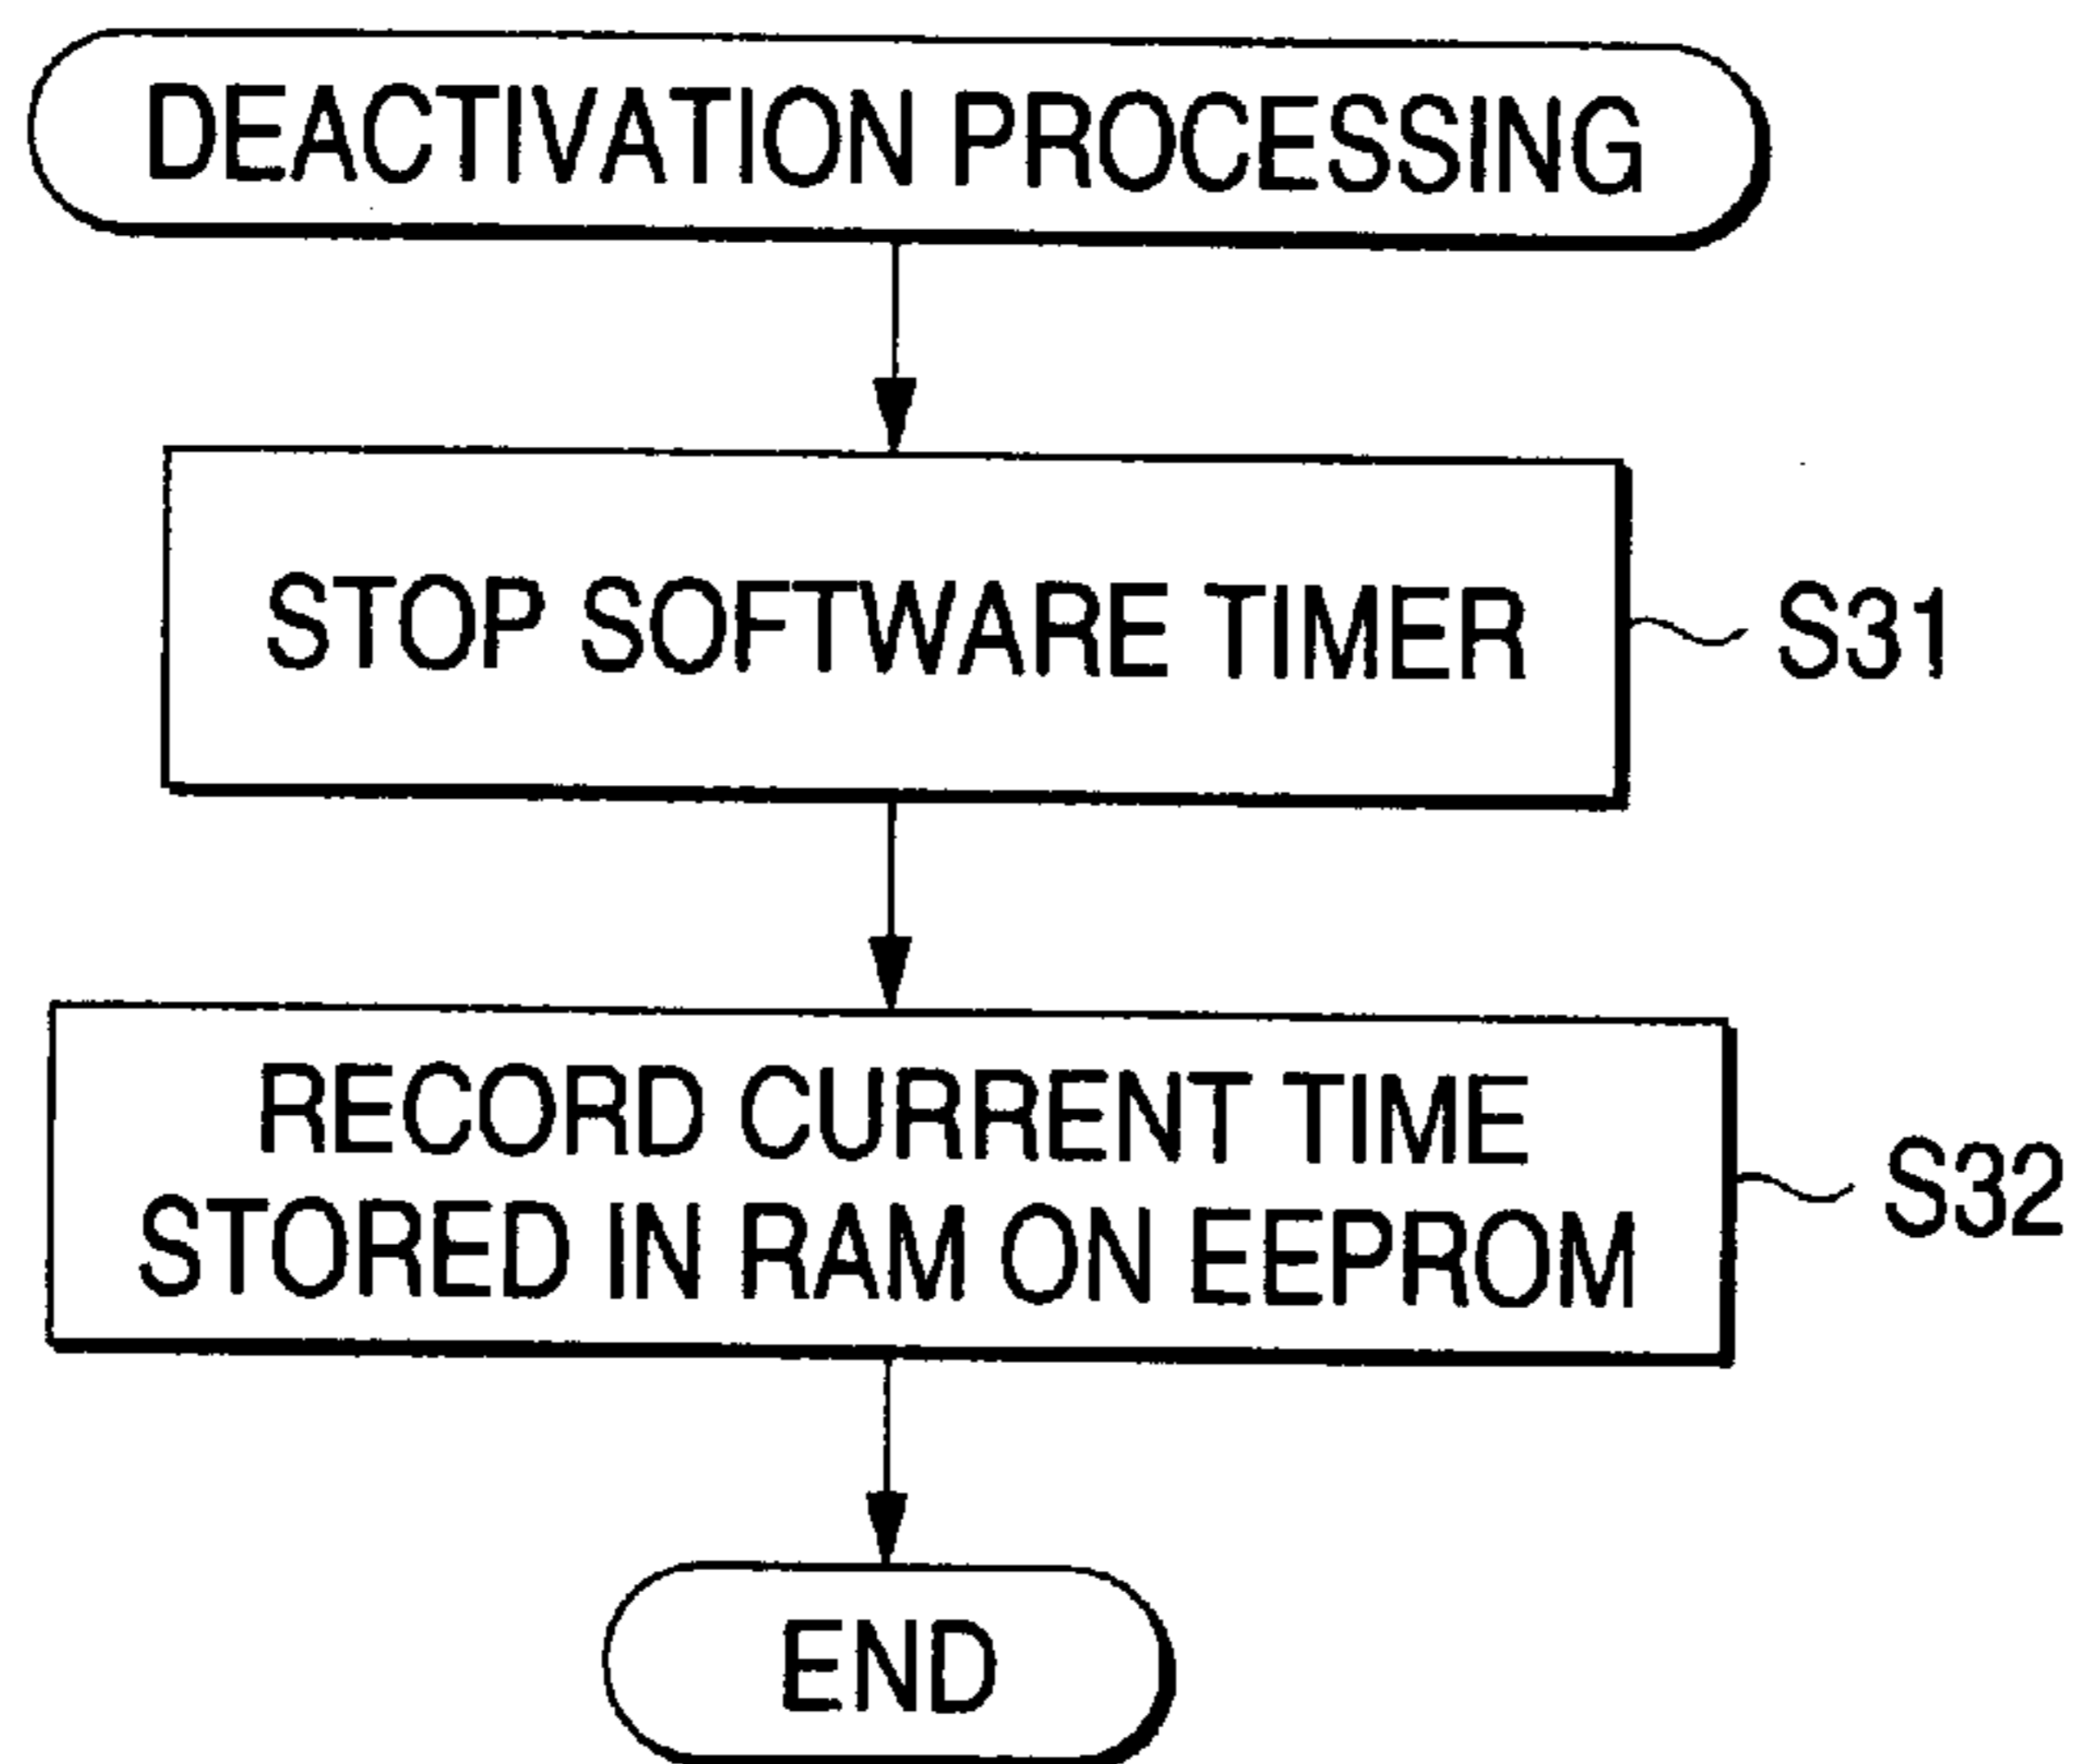 DEACTIVATION PROCESSING
STOP SOFTWARE TIMER
S31
RECORD CURRENT TIME
STORED IN RAM ON EEPROM
S32
END